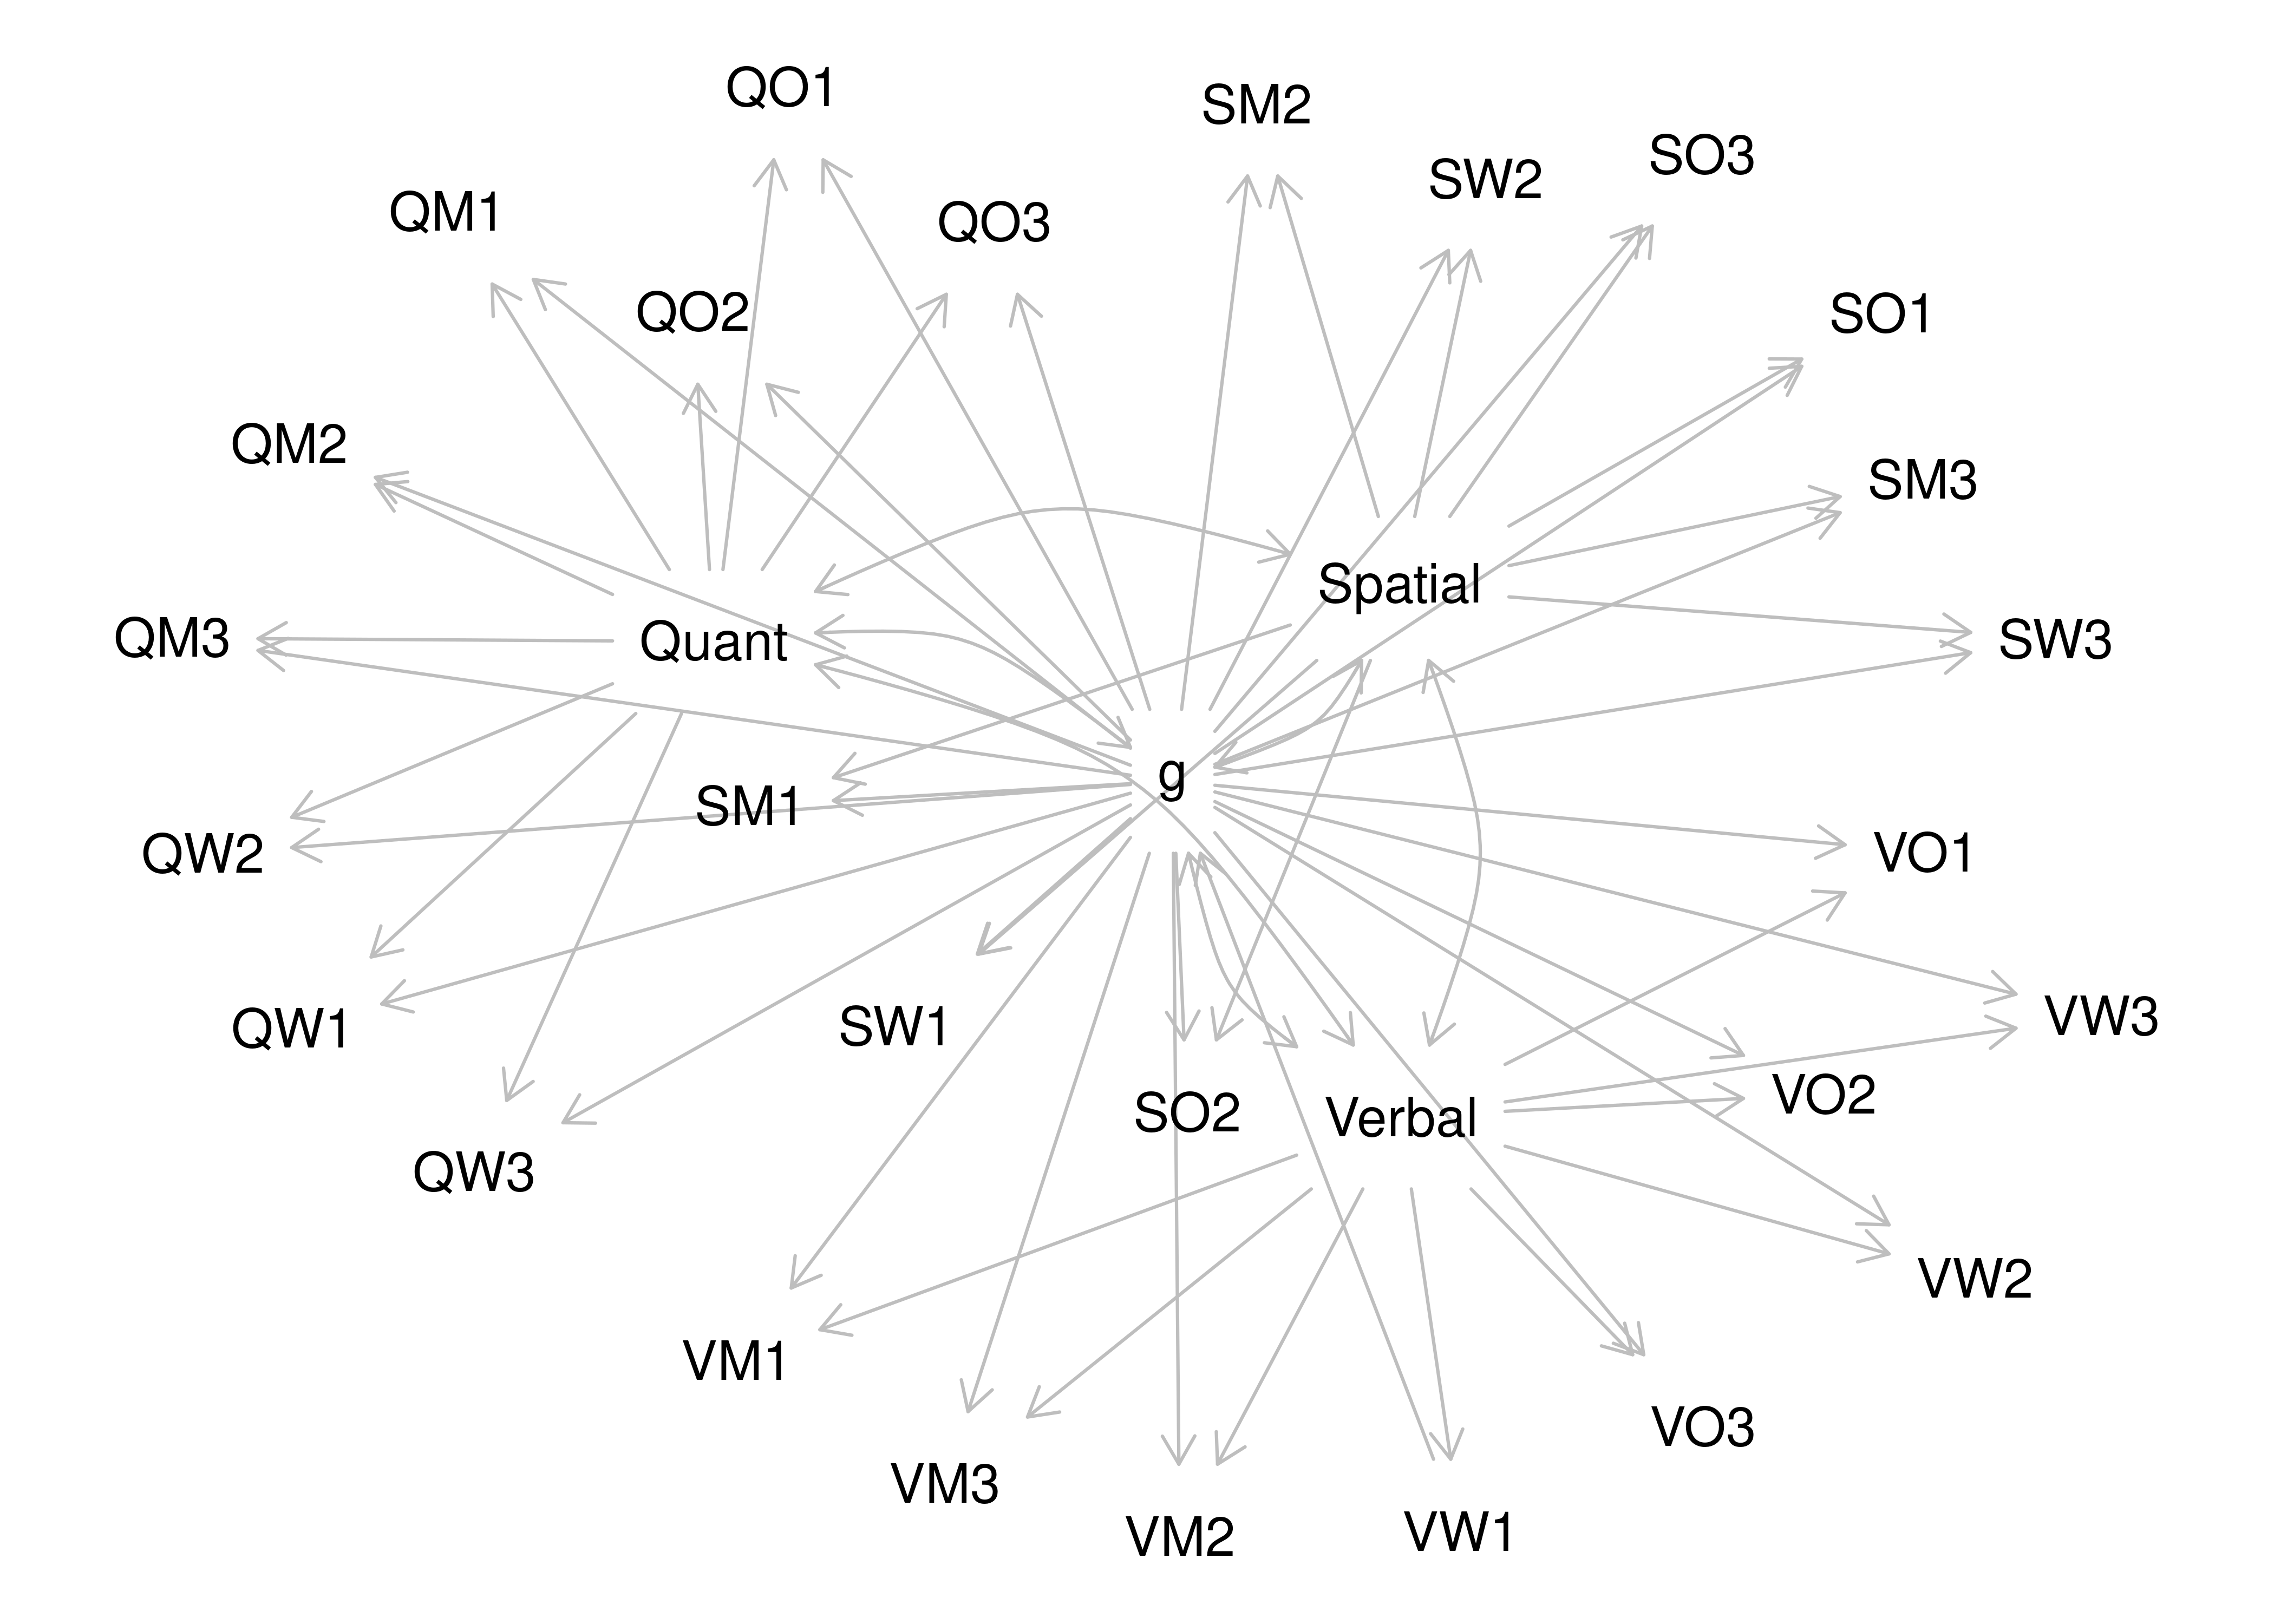 QO1
SM2
SO3
SW2
QM1
QO3
QO2
SO1
QM2
SM3
Spatial
QM3
Quant
SW3
g
SM1
QW2
VO1
VW3
QW1
SW1
VO2
SO2
Verbal
QW3
VW2
VM1
VO3
VM3
VM2
VW1